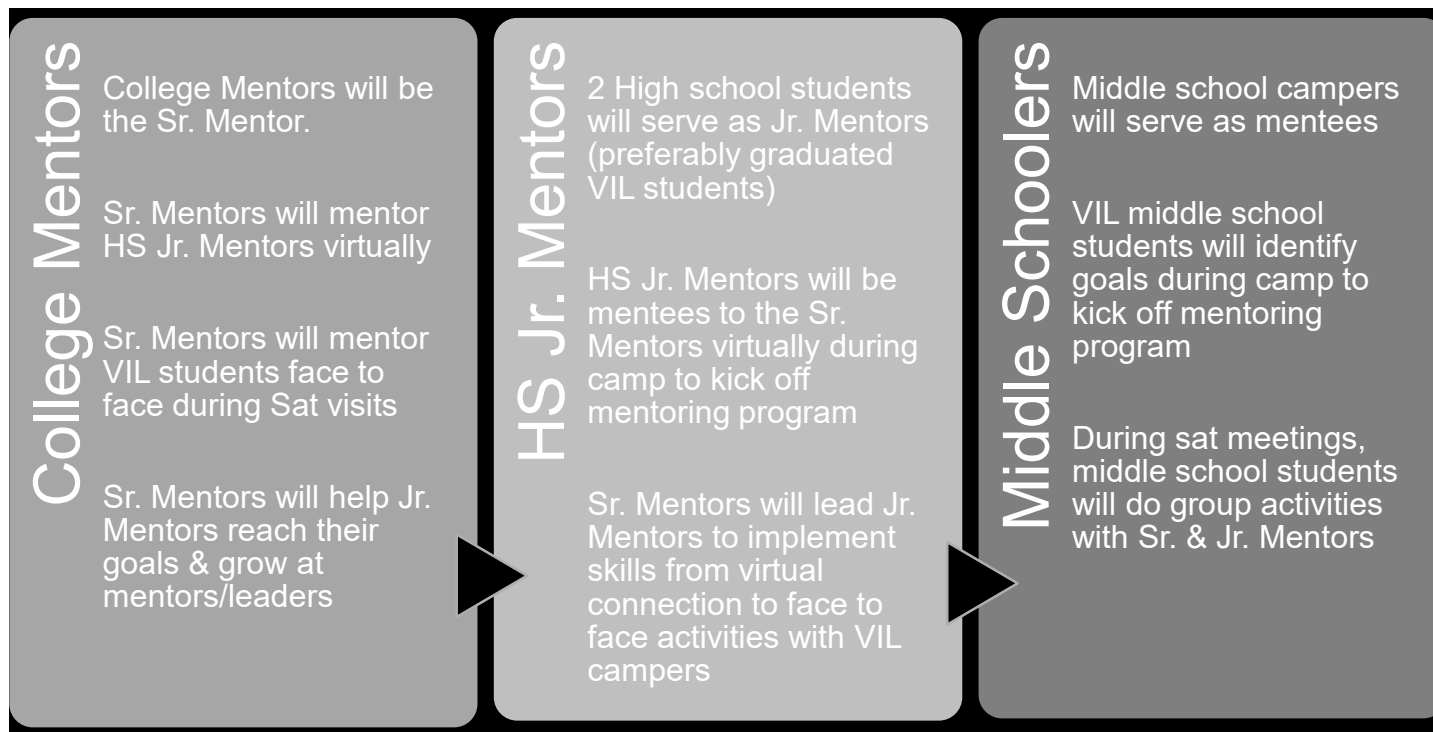 College Mentors
College Mentors will be
the Sr. Mentor.
Sr. Mentors will mentor
HS Jr. Mentors virtually
Sr. Mentors will mentor
VIL students face to
face during Sat visits
Sr. Mentors will help Jr.
Mentors reach their
goals & grow at
mentors/leaders
HS Jr. Mentors
2 High school students
will serve as Jr. Mentors
(preferably graduated
VIL students)
HS Jr. Mentors will be
mentees to the Sr.
Mentors virtually during
camp to kick off
mentoring program
Sr. Mentors will lead Jr.
Mentors to implement
skills from virtual
connection to face to
face activities with VIL
campers
Middle Schoolers
Middle school campers
will serve as mentees
VIL middle school
students will identify
goals during camp to
kick off mentoring
program
During sat meetings,
middle school students
will do group activities
with Sr. & Jr. Mentors